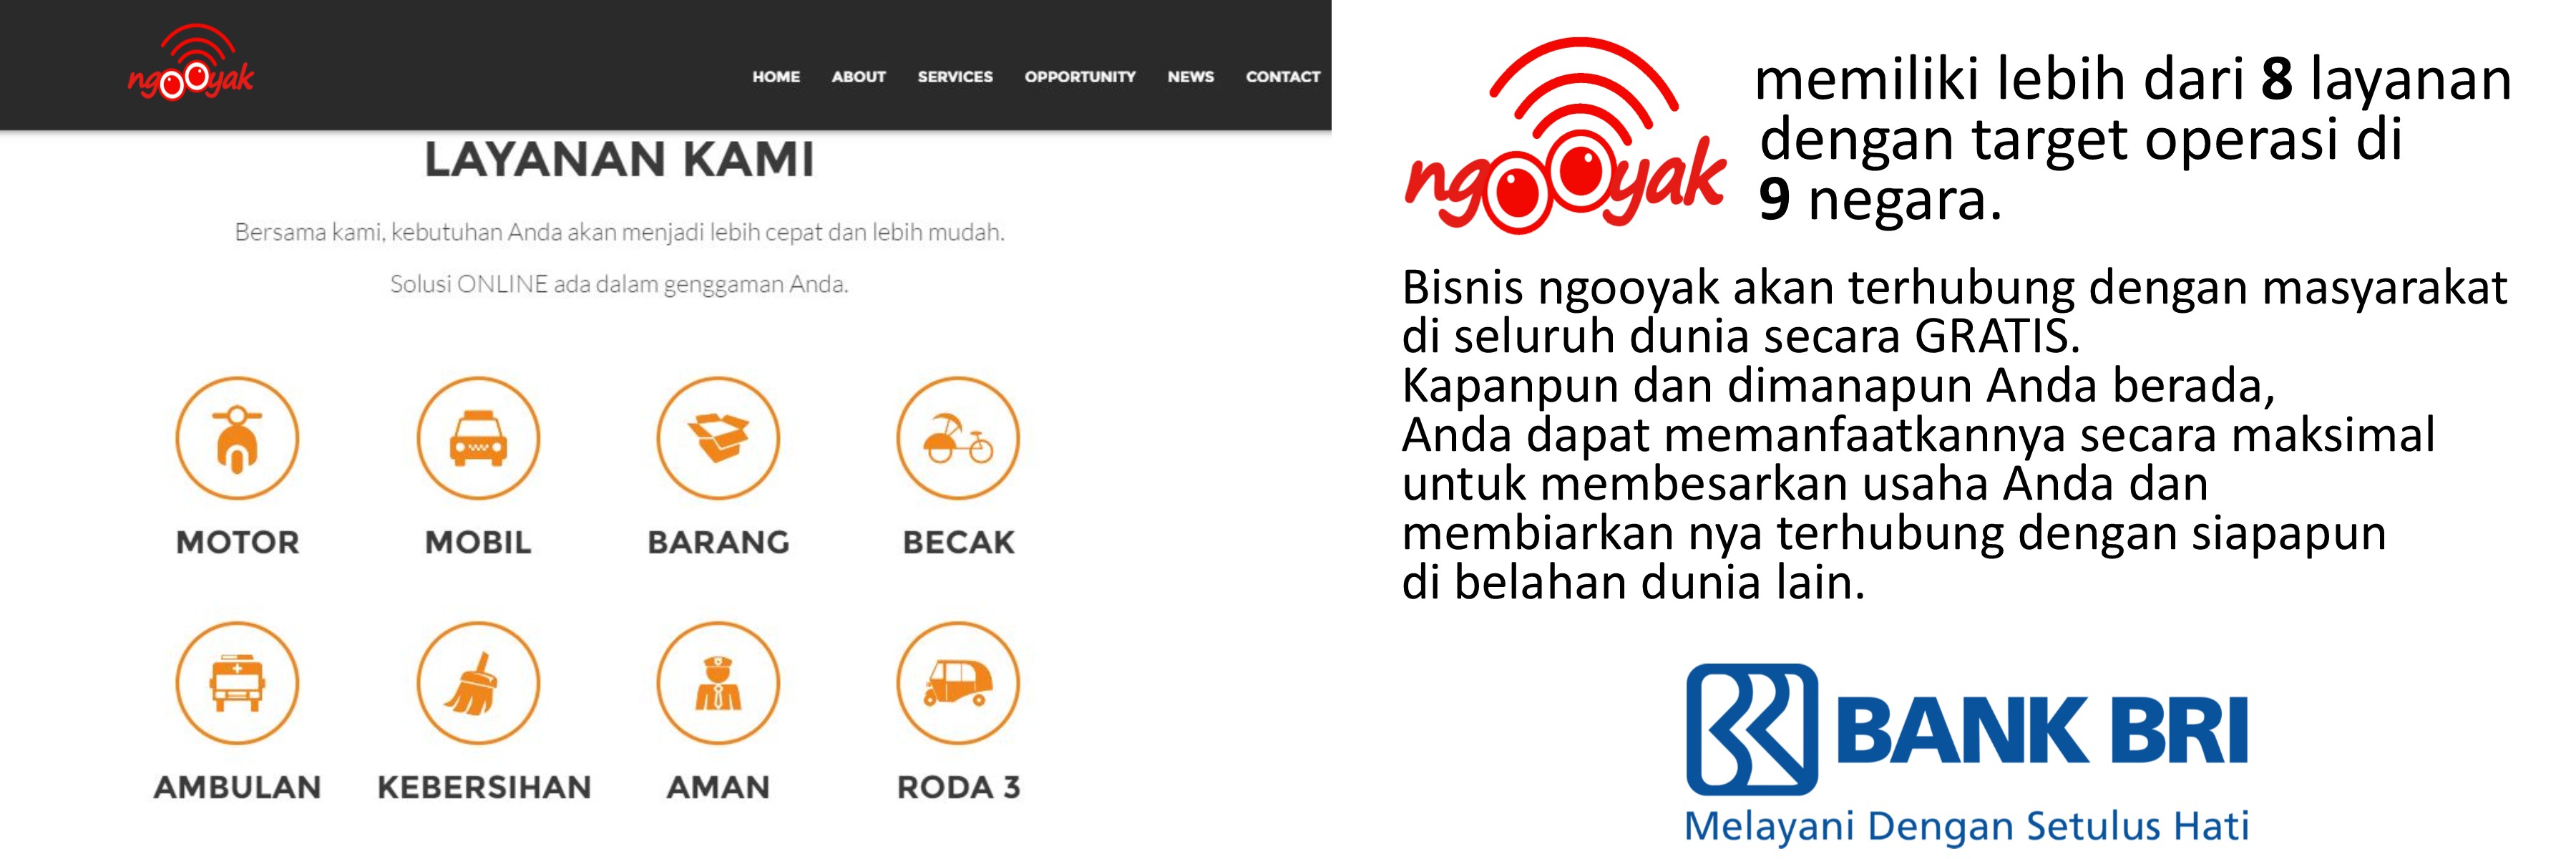 ngooyak
HOME ABOUT SERVICES OPPORTUNITY NEWS CONTACT
LAYANAN KAMI
Bersama kami, kebutuhan Anda akan menjadi lebih cepat dan lebih mudah.
Solusi ONLINE ada dalam genggaman Anda.
MOTOR MOBIL BARANG BECAK
AMBULAN KEBERSIHAN AMAN RODA 3
ngooyak
memiliki lebih dari 8 layanan
dengan target operasi di
9 negara.
Bisnis ngooyak akan terhubung dengan masyarakat
di seluruh dunia secara GRATIS.
Kapanpun dan dimanapun Anda berada,
Anda dapat memanfaatkannya secara maksimal
untuk membesarkan usaha Anda dan
membiarkan nya terhubung dengan siapapun
di belahan dunia lain.
BANK BRI
Melayani Dengan Setulus Hati